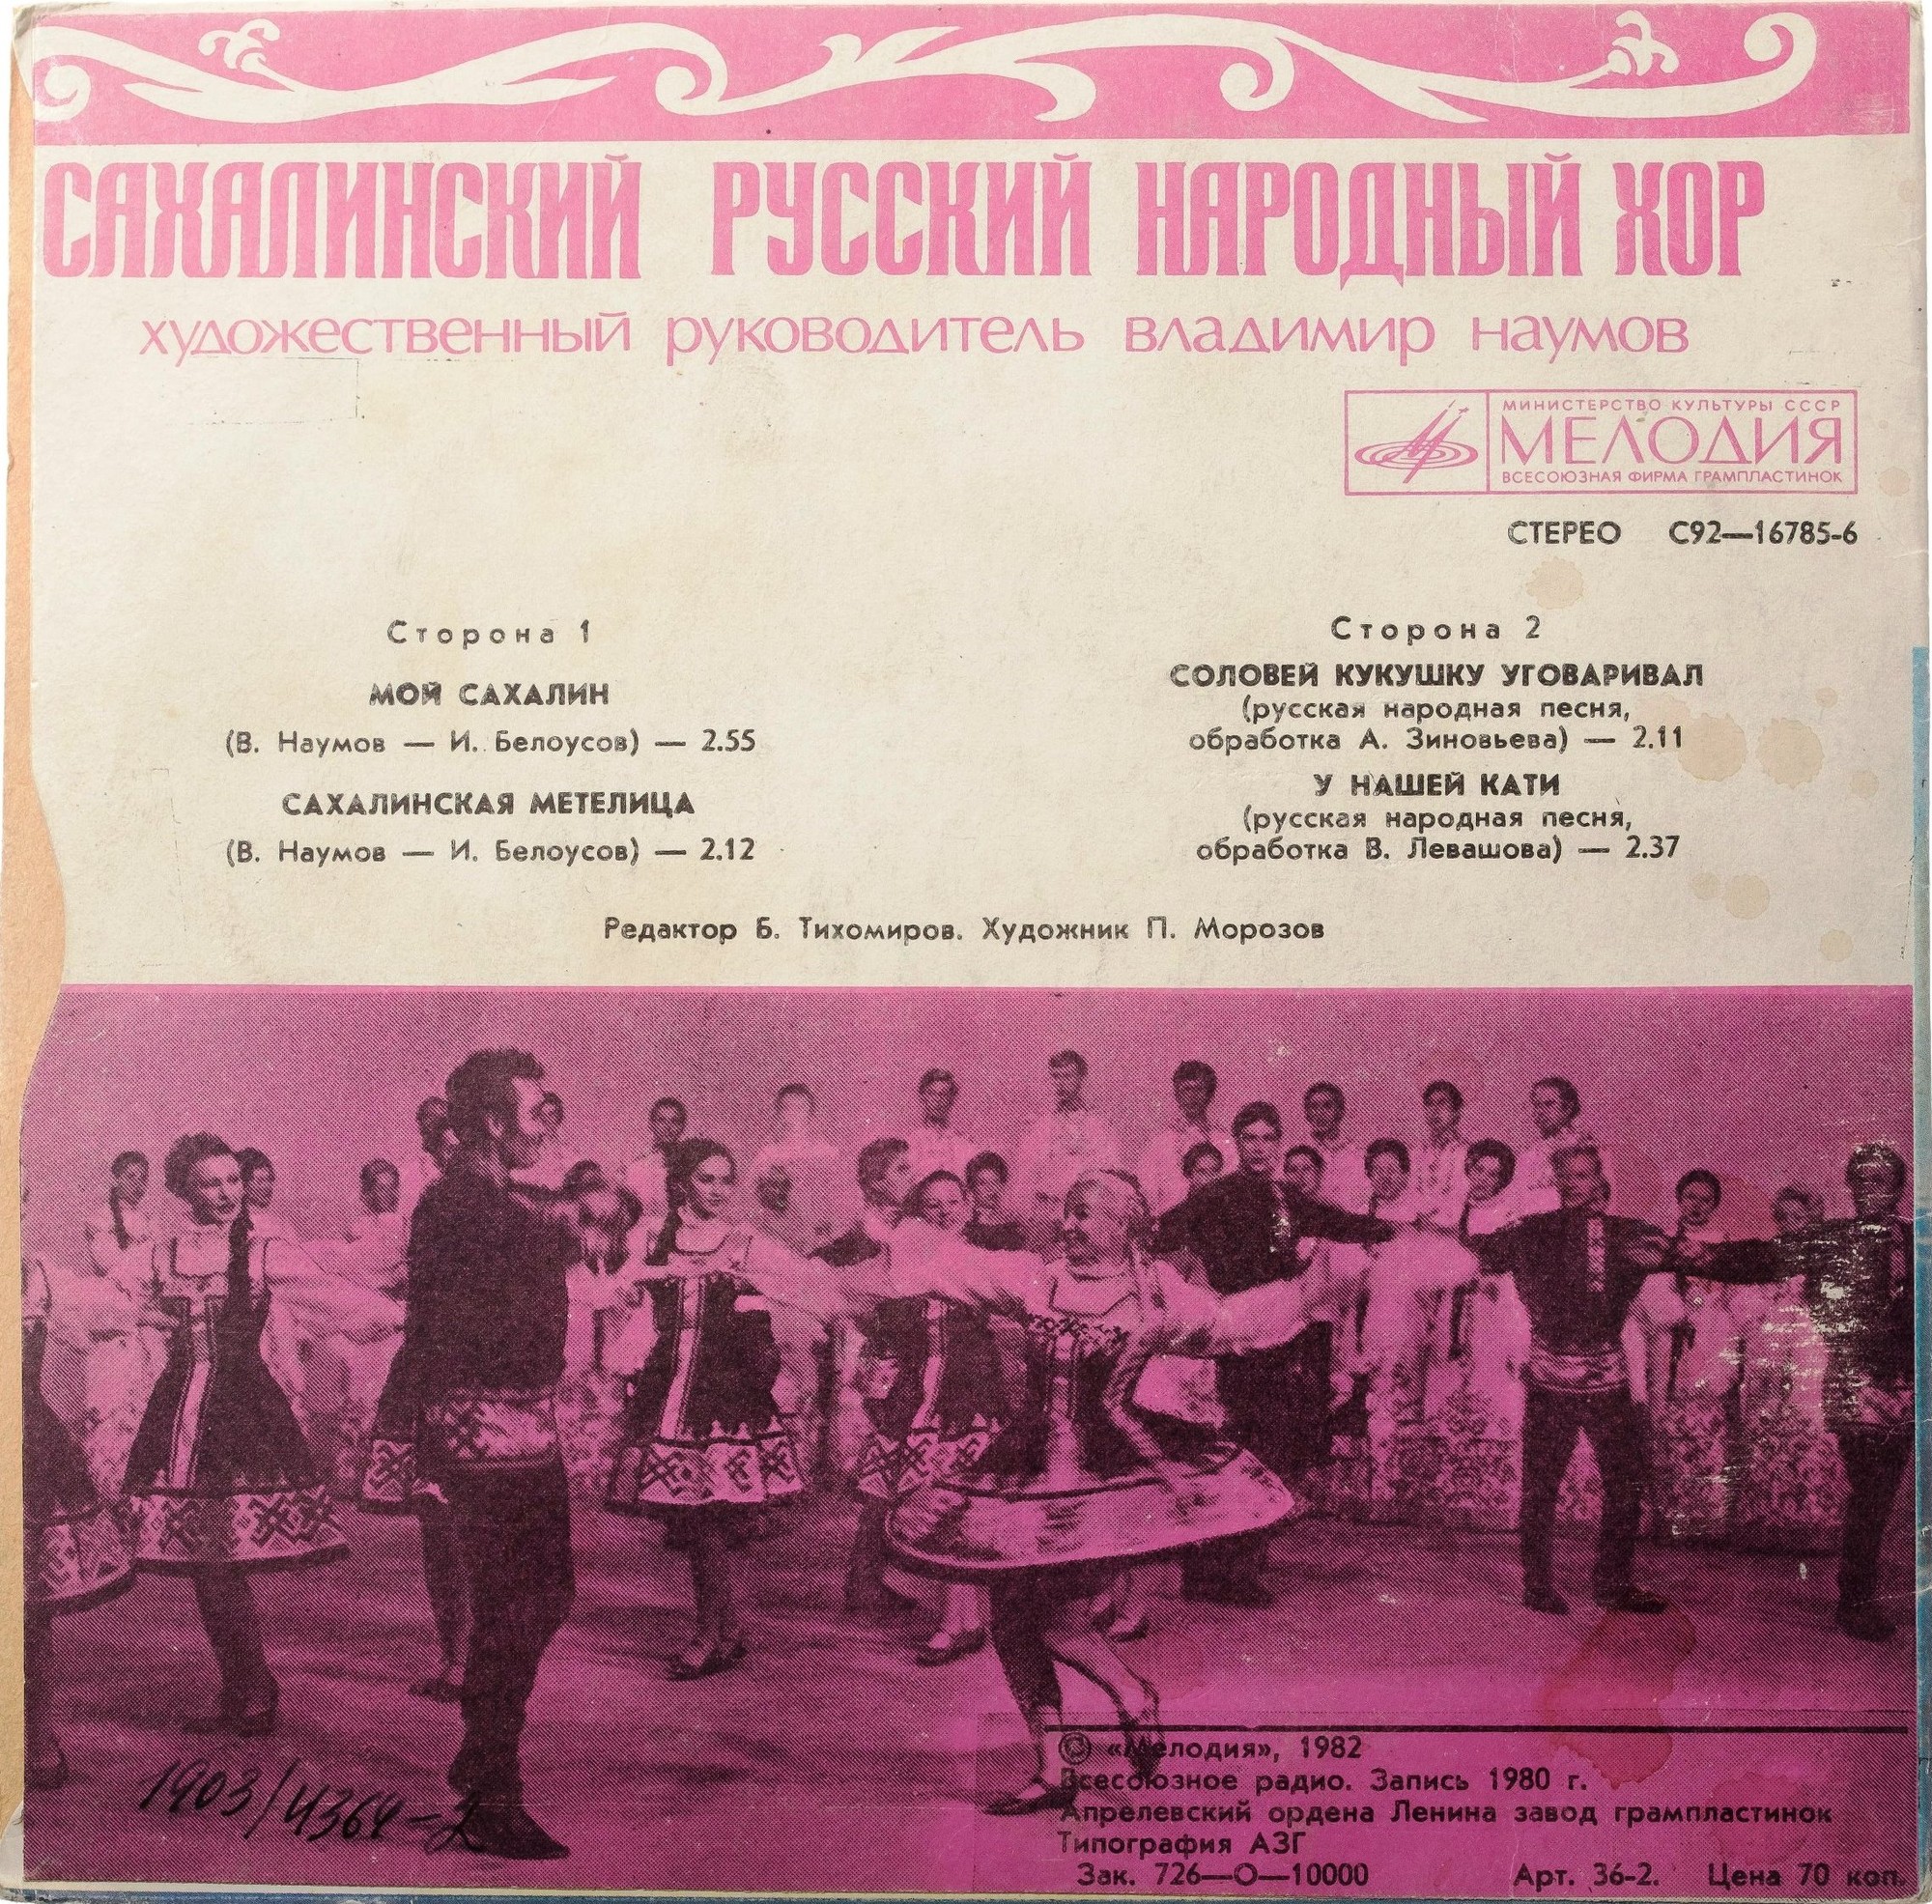 САХАЛИНСКИЙ РУССКИЙ НАРОДНЫЙ ХОР
художественный руководитель владимир наумов
МИНИСТЕРСТВО КУЛЬТУРЫ СССР
МЕЛОДИЯ
ВСЕСОЮЗНАЯ ФИРМА ГРАМПЛАСТИНОК
СТЕРЕО С92—16785-6
Сторона 1
МОЙ САХАЛИН
(В. Наумов — И. Белоусов) — 2.55
САХАЛИНСКАЯ МЕТЕЛИЦА
(В. Наумов — И. Белоусов) — 2.12
Сторона 2
СОЛОВЕЙ КУКУШКУ УГОВАРИВАЛ
(русская народная песня,
обработка А. Зиновьева) — 2.11
У НАШЕЙ КАТИ
(русская народная песня,
обработка В. Левашова) — 2.37
Редактор Б. Тихомиров. Художник П. Морозов
© «Мелодия», 1982
Всесоюзное радио. Запись 1980 г.
Апрелевский ордена Ленина завод грампластинок
Типография АЗГ
Зак. 726—О—10000 Арт. 36-2. Цена 70 коп.
1903/4364-2